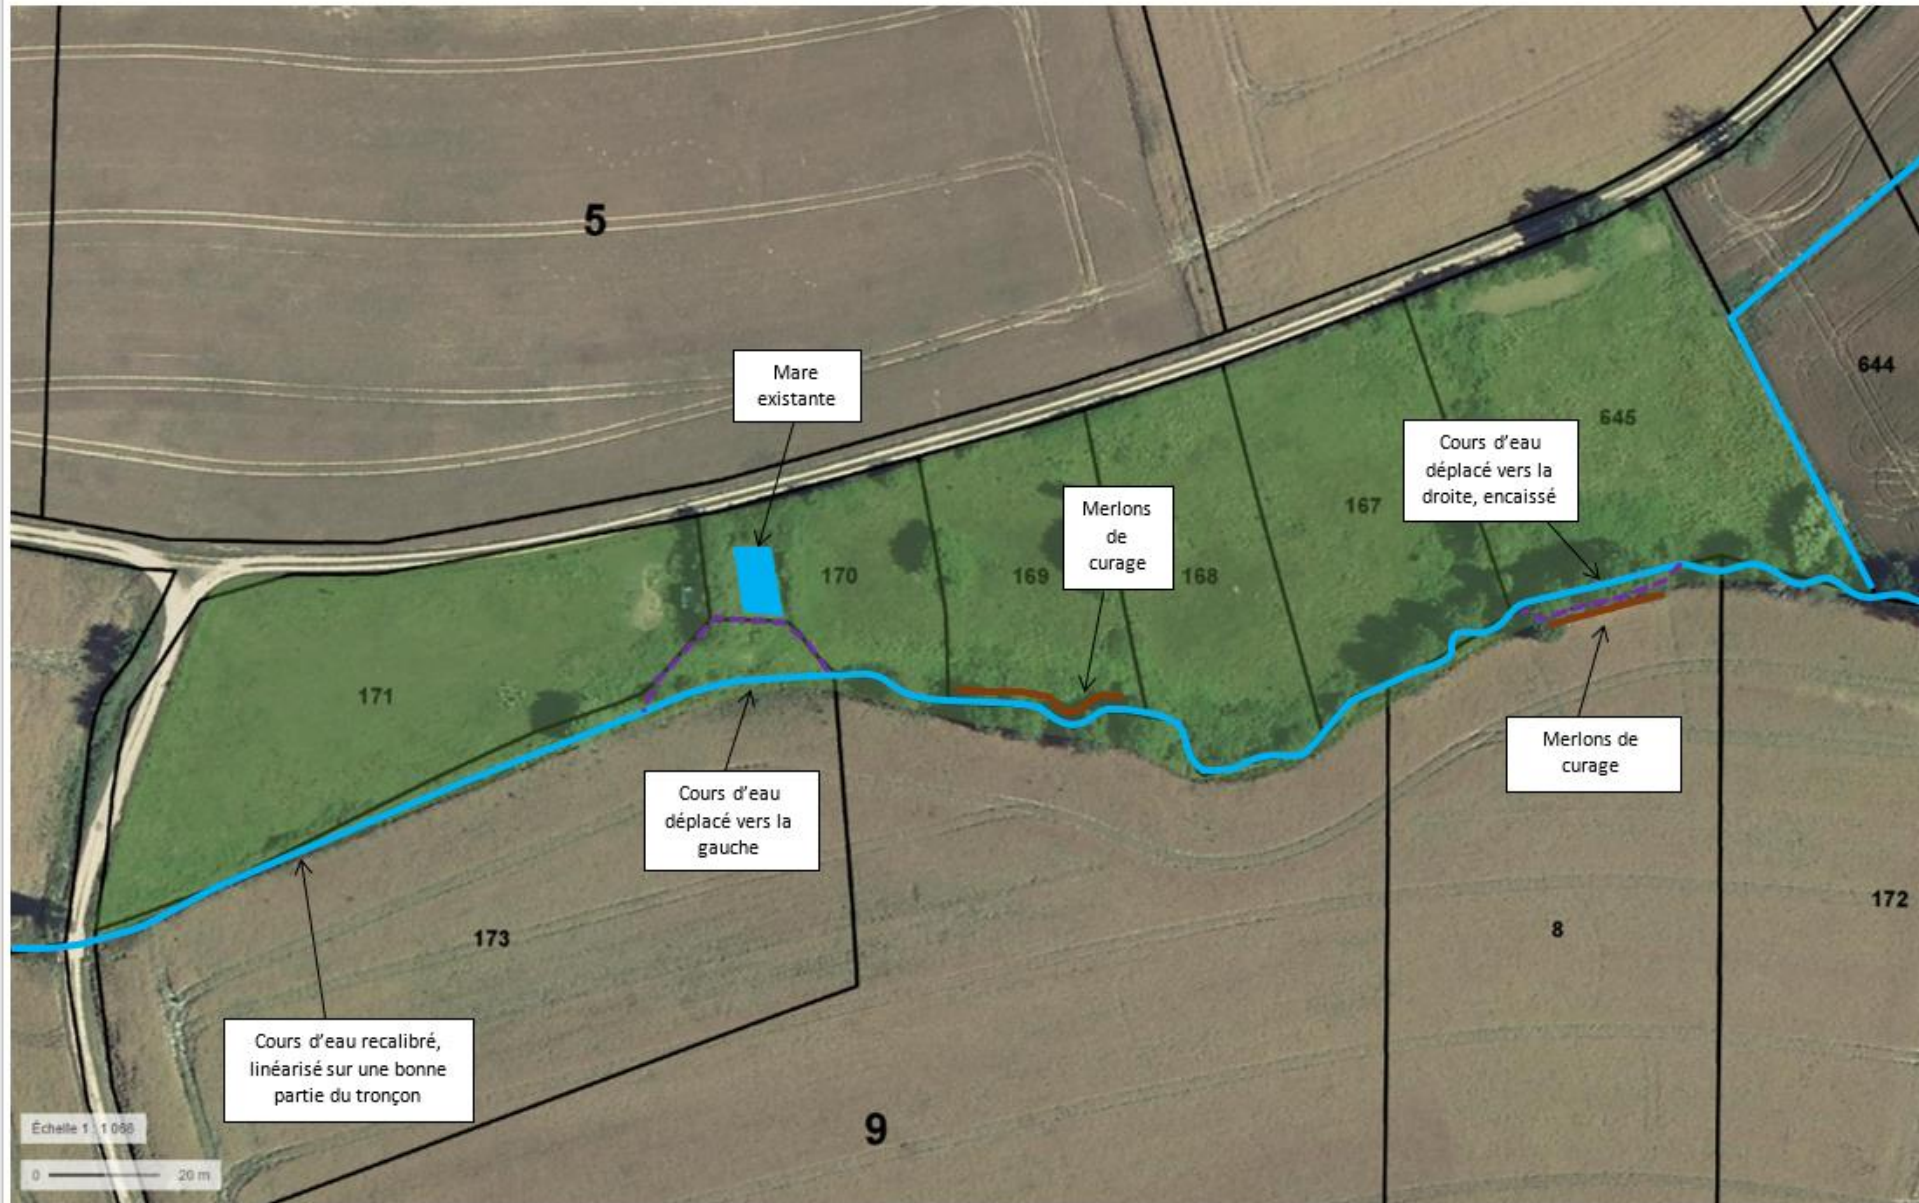 5
Mare
existante
644
645
Cours d'eau
déplacé vers la
droite, encaissé
167
Merlons
de
curage
170
169
168
171
Merlons de
curage
Cours d'eau
déplacé vers la
gauche
172
8
173
Cours d'eau recalibré,
linéarisé sur une bonne
partie du tronçon
9
Échelle 1 : 1 066
0 20 m